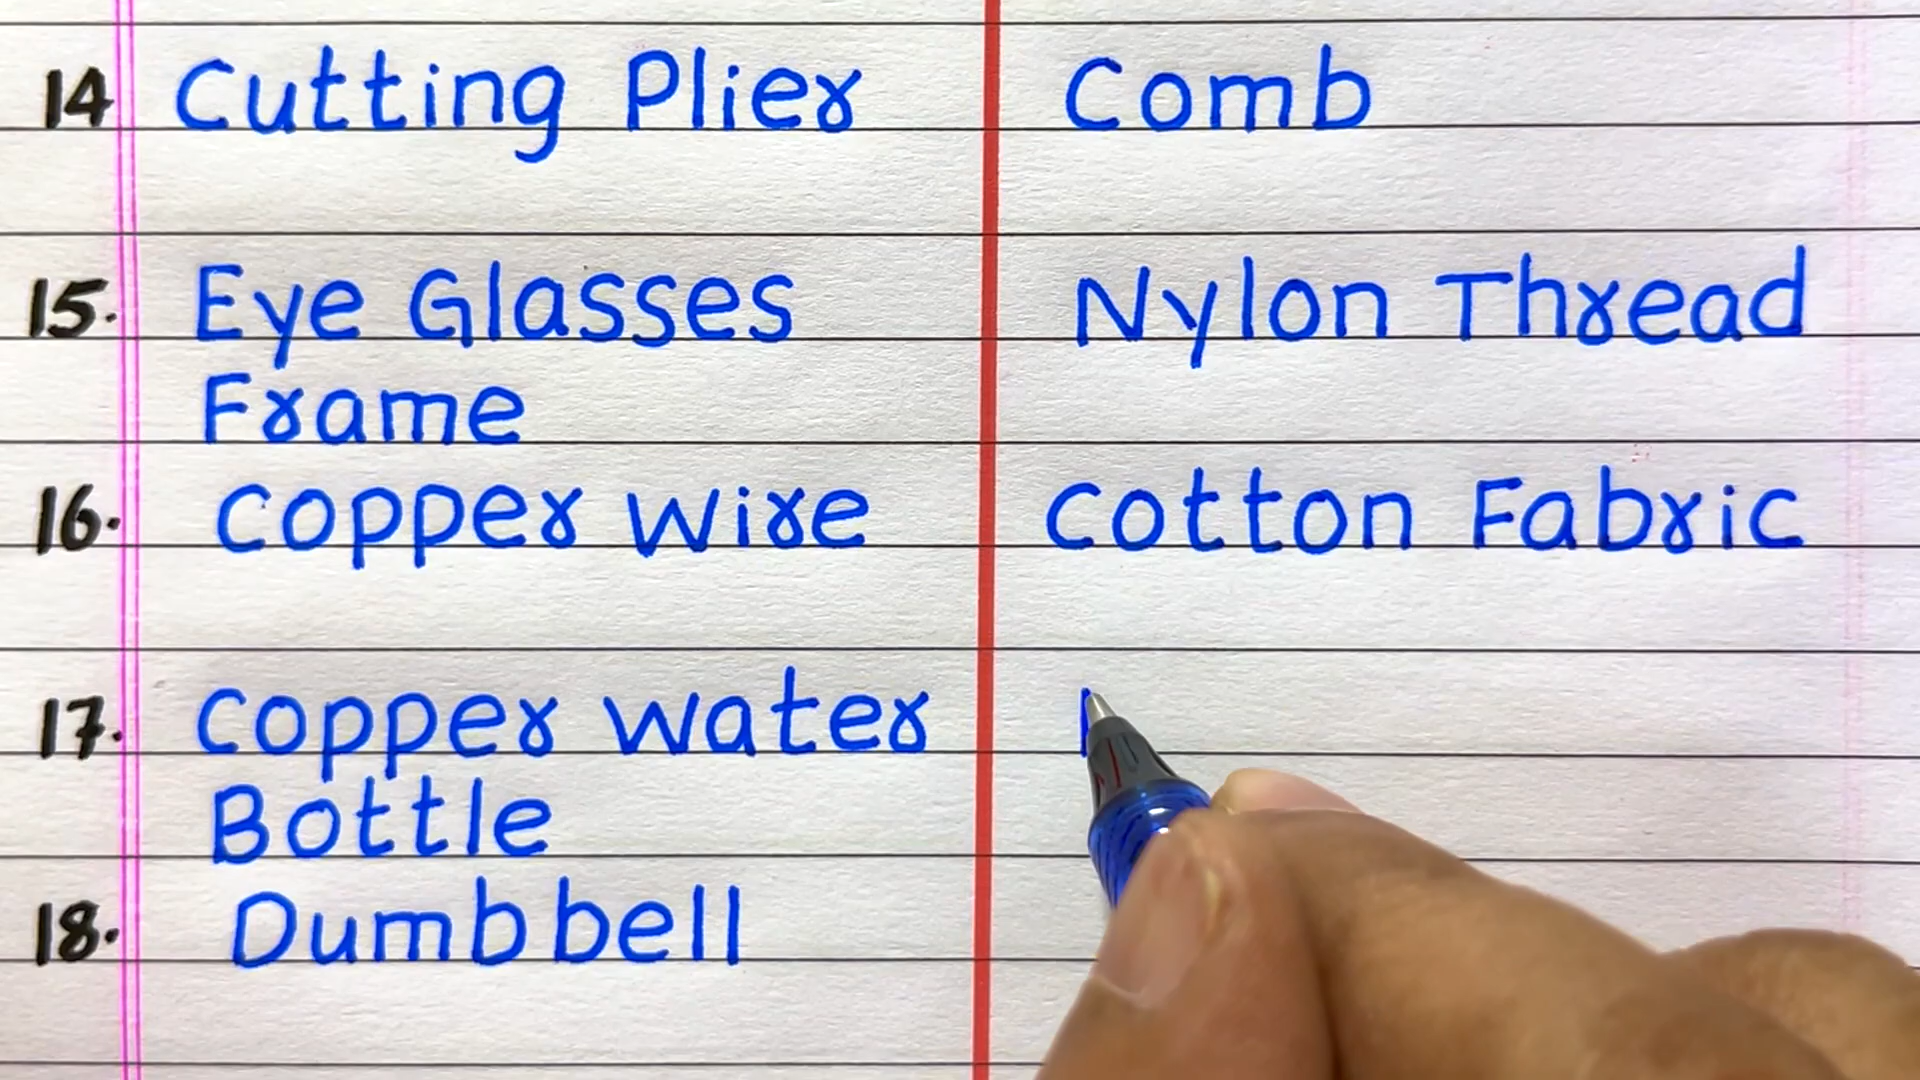 14 Cutting Plier Comb
15. Eye Glasses Nylon Thread
Frame
16. Copper Wire Cotton Fabric
17. Copper Water
Bottle
18. Dumbbell